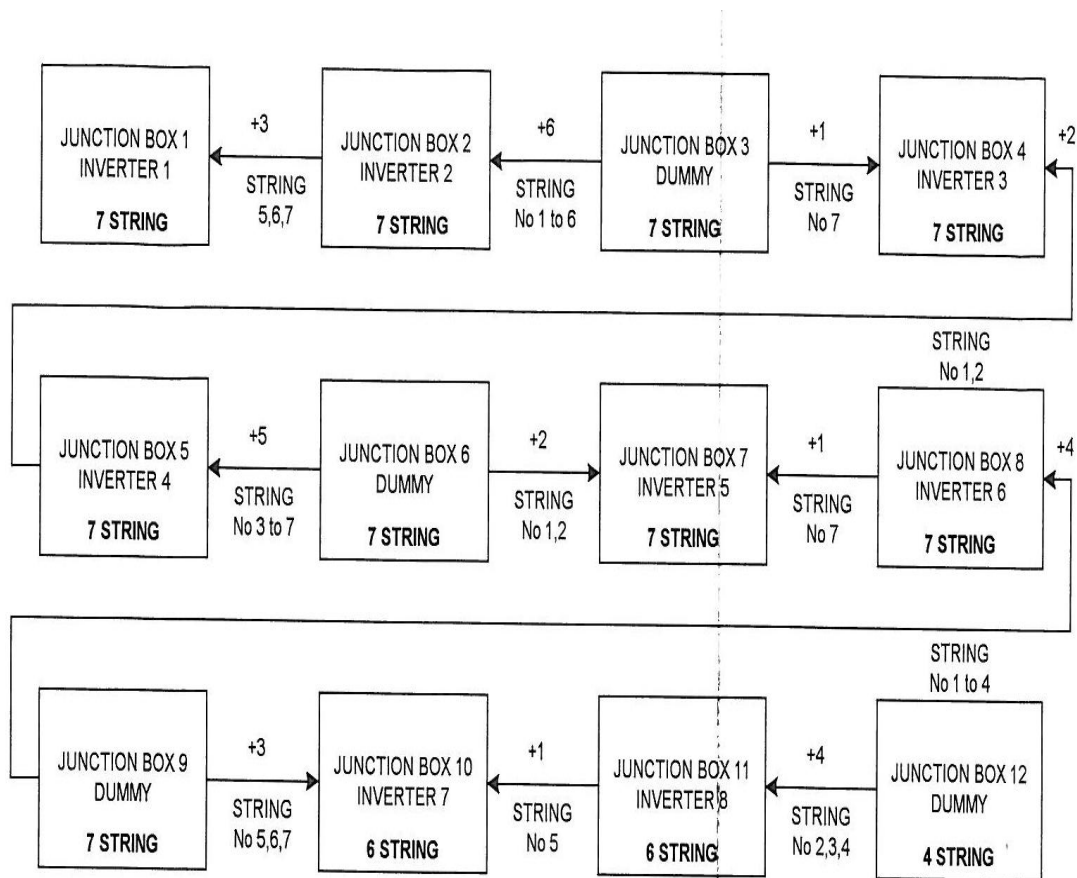 JUNCTION BOX 1
INVERTER 1
7 STRING
+3
STRING
5,6,7
JUNCTION BOX 2
INVERTER 2
7 STRING
+6
STRING
No 1 to 6
JUNCTION BOX 3
DUMMY
7 STRING
+1
STRING
No 7
JUNCTION BOX 4
INVERTER 3
7 STRING
+2
STRING
No 1,2
JUNCTION BOX 5
INVERTER 4
7 STRING
+5
STRING
No 3 to 7
JUNCTION BOX 6
DUMMY
7 STRING
+2
STRING
No 1,2
JUNCTION BOX 7
INVERTER 5
7 STRING
+1
STRING
No 7
JUNCTION BOX 8
INVERTER 6
7 STRING
+4
STRING
No 1 to 4
JUNCTION BOX 9
DUMMY
7 STRING
+3
STRING
No 5,6,7
JUNCTION BOX 10
INVERTER 7
6 STRING
+1
STRING
No 5
JUNCTION BOX 11
INVERTER 8
6 STRING
+4
STRING
No 2,3,4
JUNCTION BOX 12
DUMMY
4 STRING